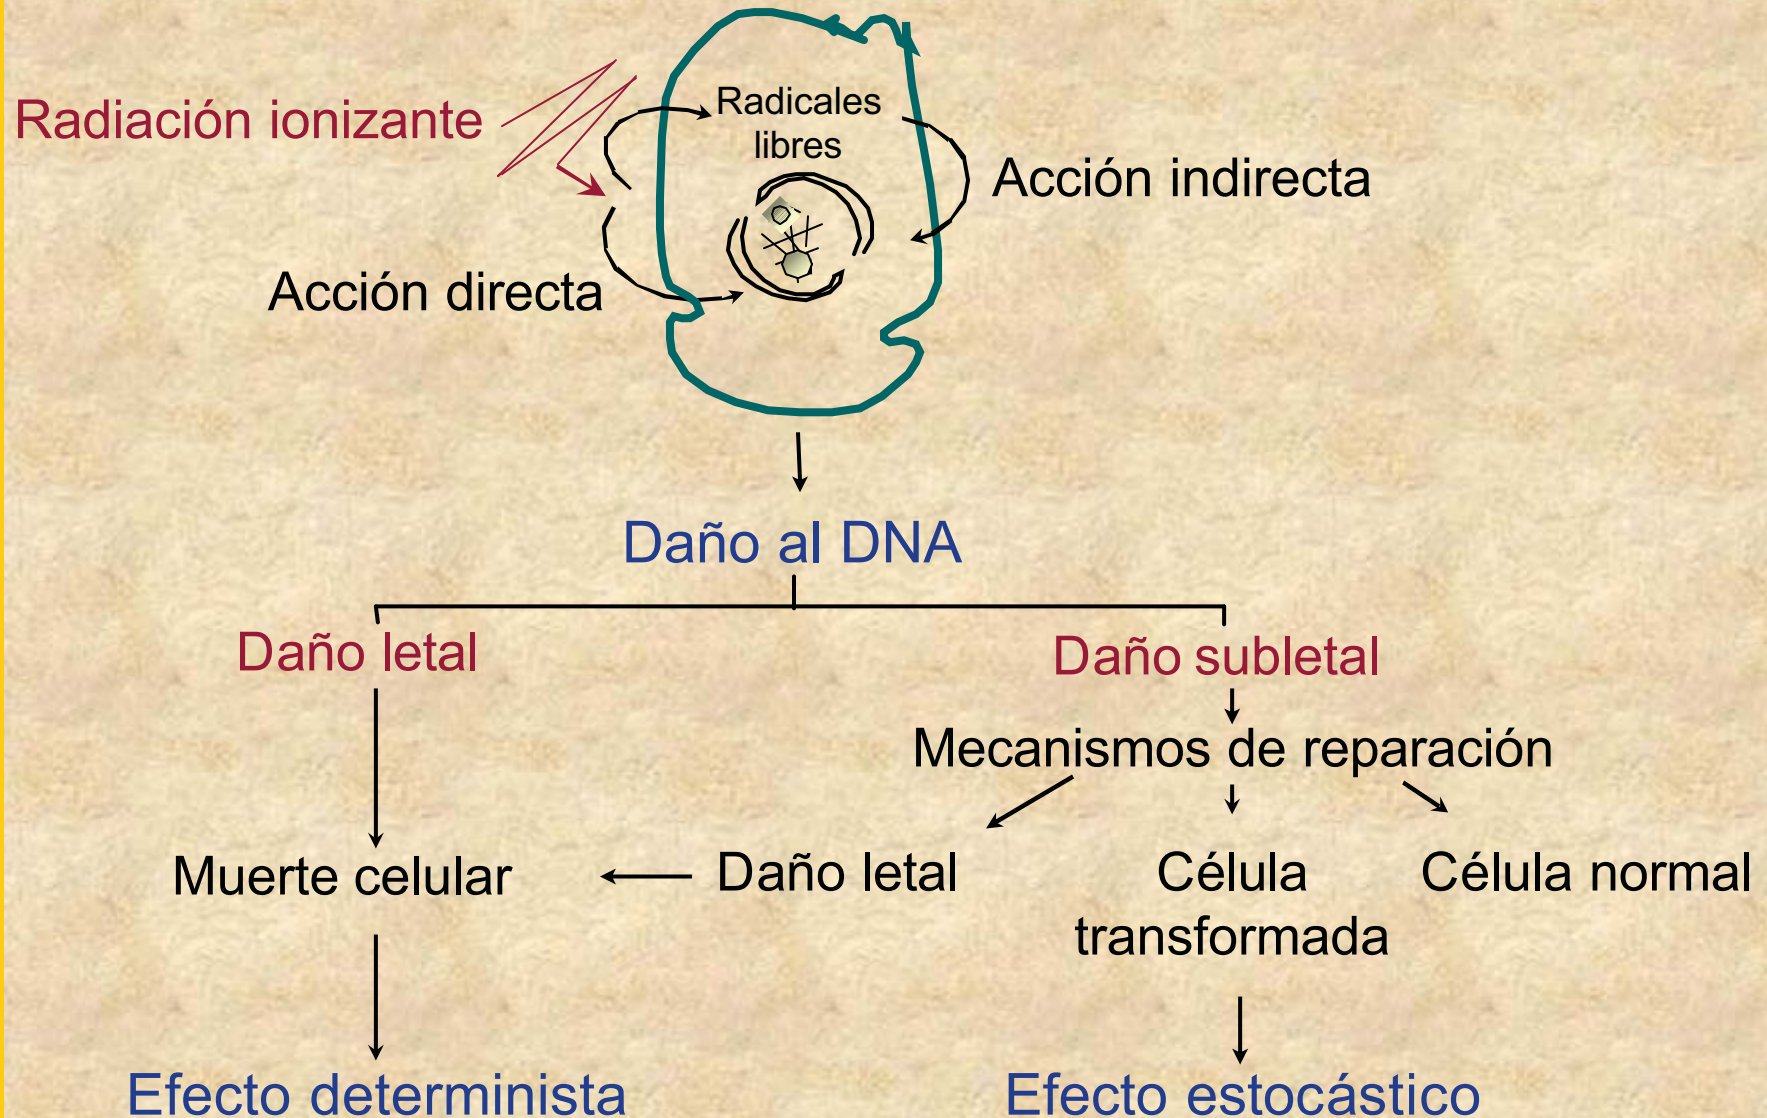 Radiación ionizante
Radicales
libres
Acción indirecta
Acción directa
Daño al DNA
Daño letal
Daño subletal
Mecanismos de reparación
Muerte celular
Daño letal
Célula
transformada
Célula normal
Efecto determinista
Efecto estocástico